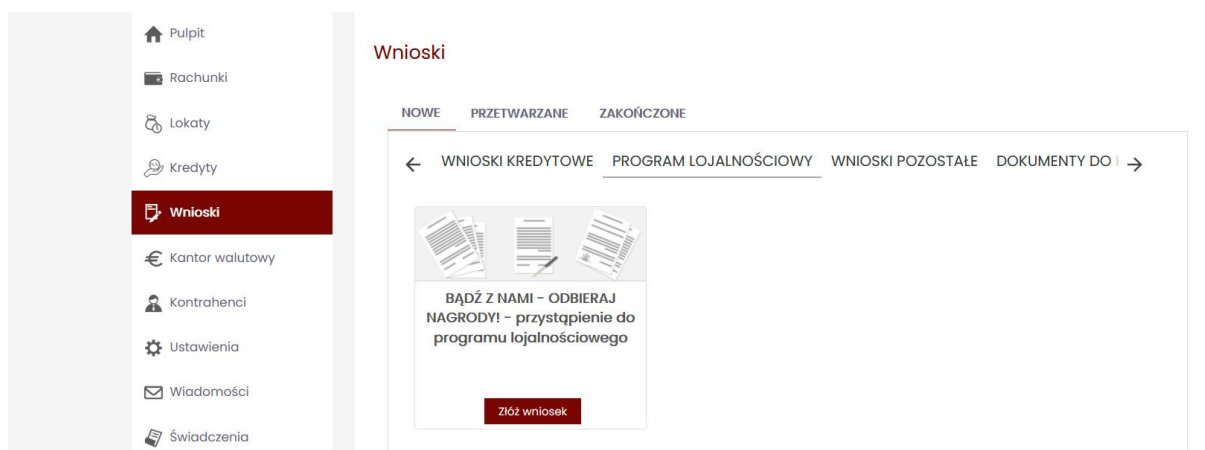 Pulpit
Rachunki
Lokaty
Kredyty
Wnioski
Kantor walutowy
Kontrahenci
Ustawienia
Wiadomości
Świadczenia
Wnioski
NOWE PRZETWARZANE ZAKOŃCZONE
WNIOSKI KREDYTOWE PROGRAM LOJALNOŚCIOWY WNIOSKI POZOSTAŁE DOKUMENTY DO
BĄDŹ Z NAMI - ODBIERAJ
NAGRODY! - przystąpienie do
programu lojalnościowego
Złóż wniosek